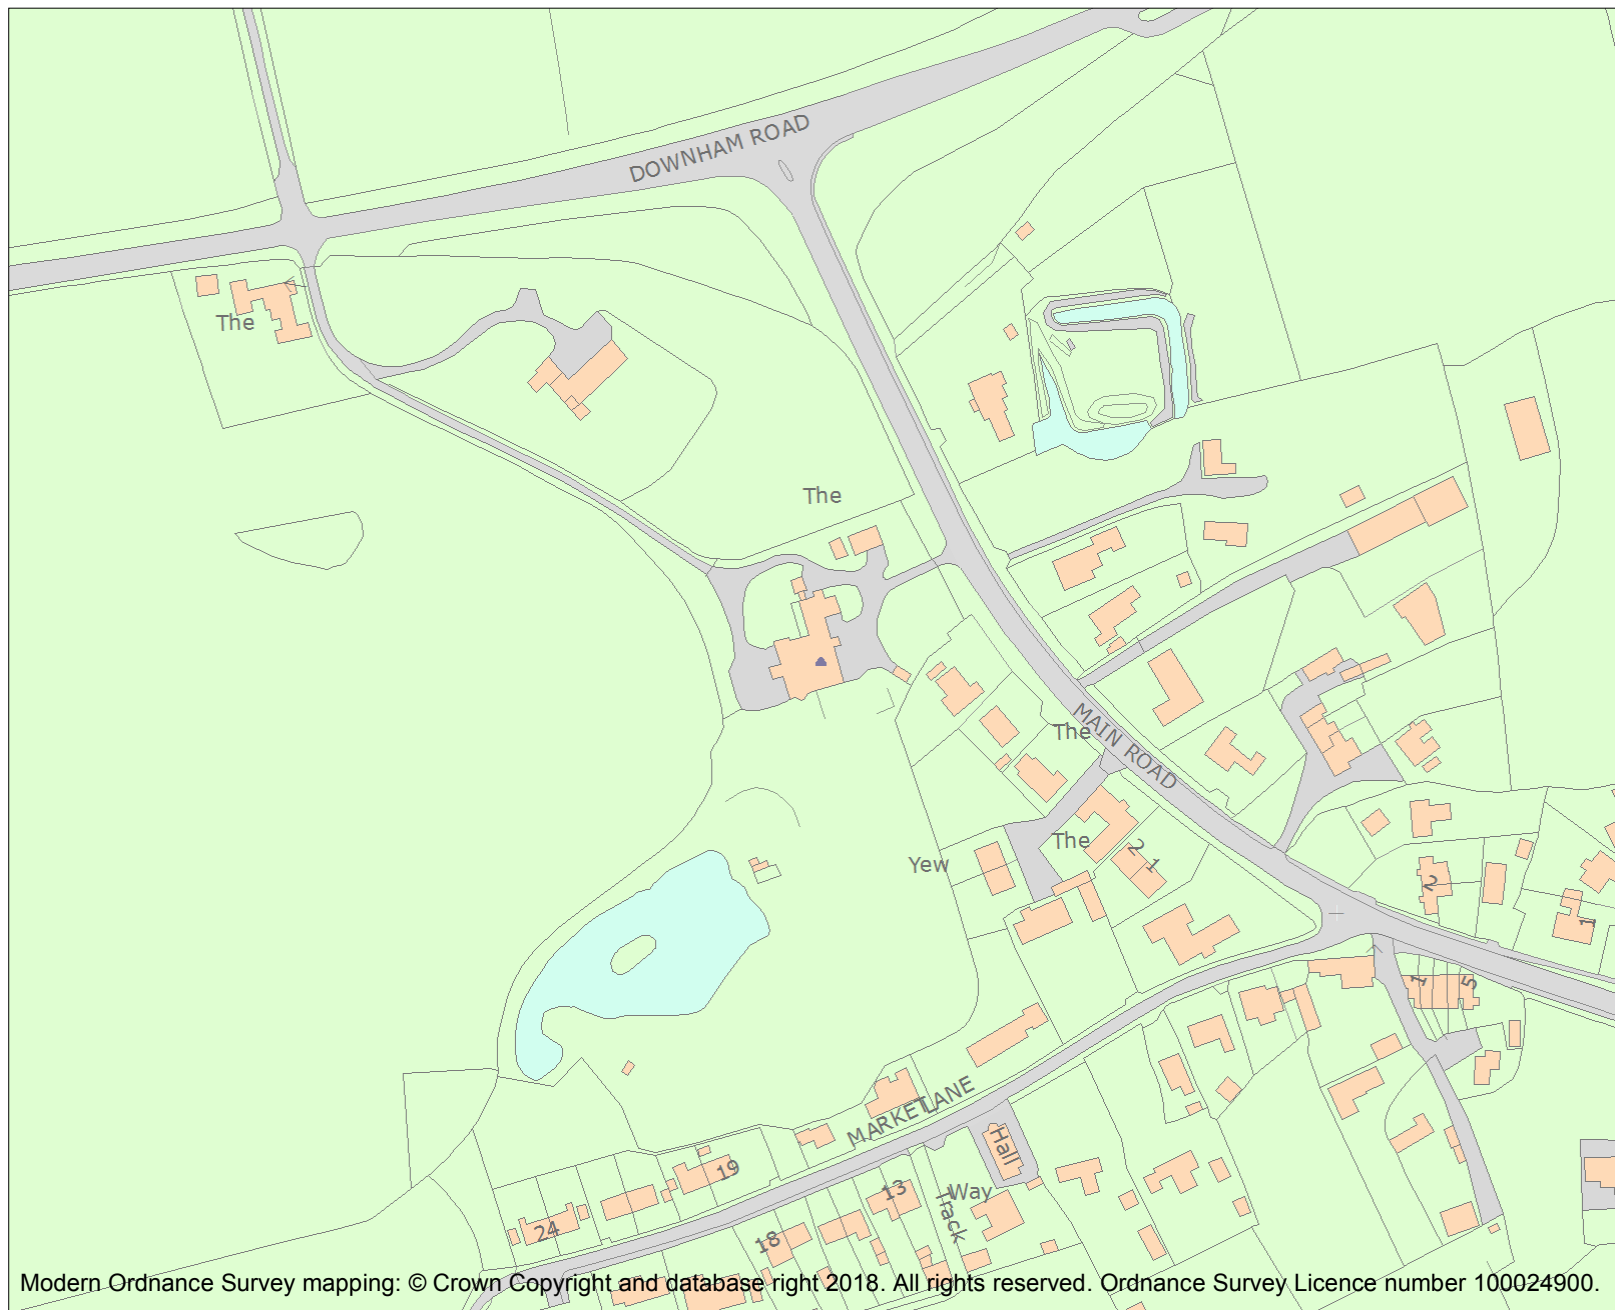 DOWNHAM ROAD
The
The
The
MAIN ROAD
The
2
1
Yew
2
1
1
5
MARKET LANE
Hall
19
13
Way
Track
24
18
Modern Ordnance Survey mapping: © Crown Copyright and database right 2018. All rights reserved. Ordnance Survey Licence number 100024900.